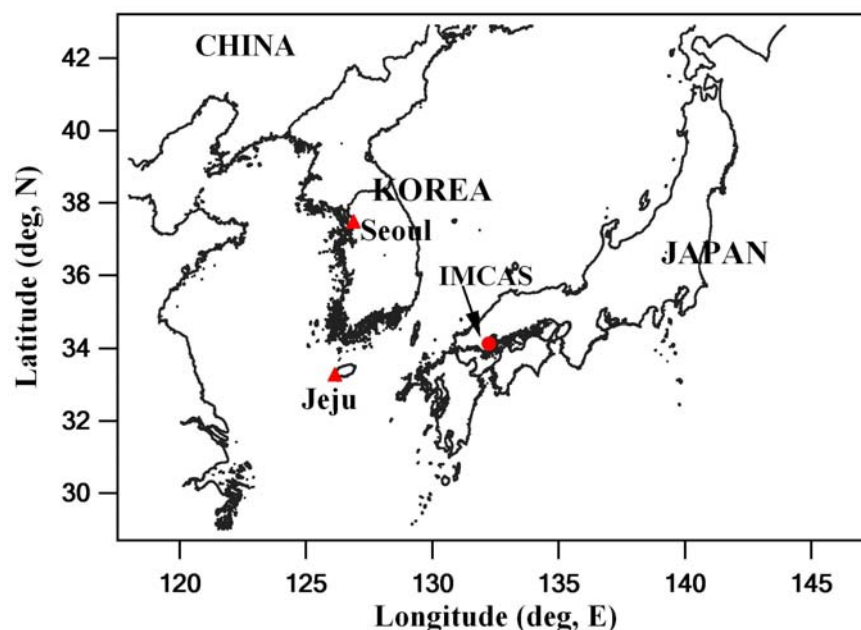 CHINA
42
40
KOREA
38
Seoul
JAPAN
36
IMCAS
34
Jeju
32
30
Latitude (deg, N)
120 125 130 135 140 145
Longitude (deg, E)